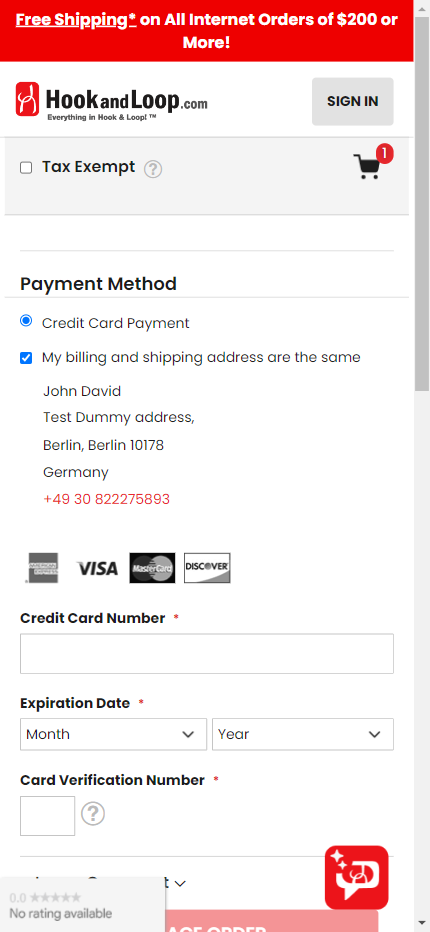 Free Shipping* on All Internet Orders of $200 or
More!
HookandLoop.com
Everything in Hook & Loop! ™
SIGN IN
Tax Exempt ?
1
Payment Method
Credit Card Payment
My billing and shipping address are the same
John David
Test Dummy address,
Berlin, Berlin 10178
Germany
+49 30 822275893
VISA MasterCard DISCOVER
Credit Card Number *
Expiration Date *
Month Year
Card Verification Number *
?
0.0 ★★★★★
No rating available
ORDER